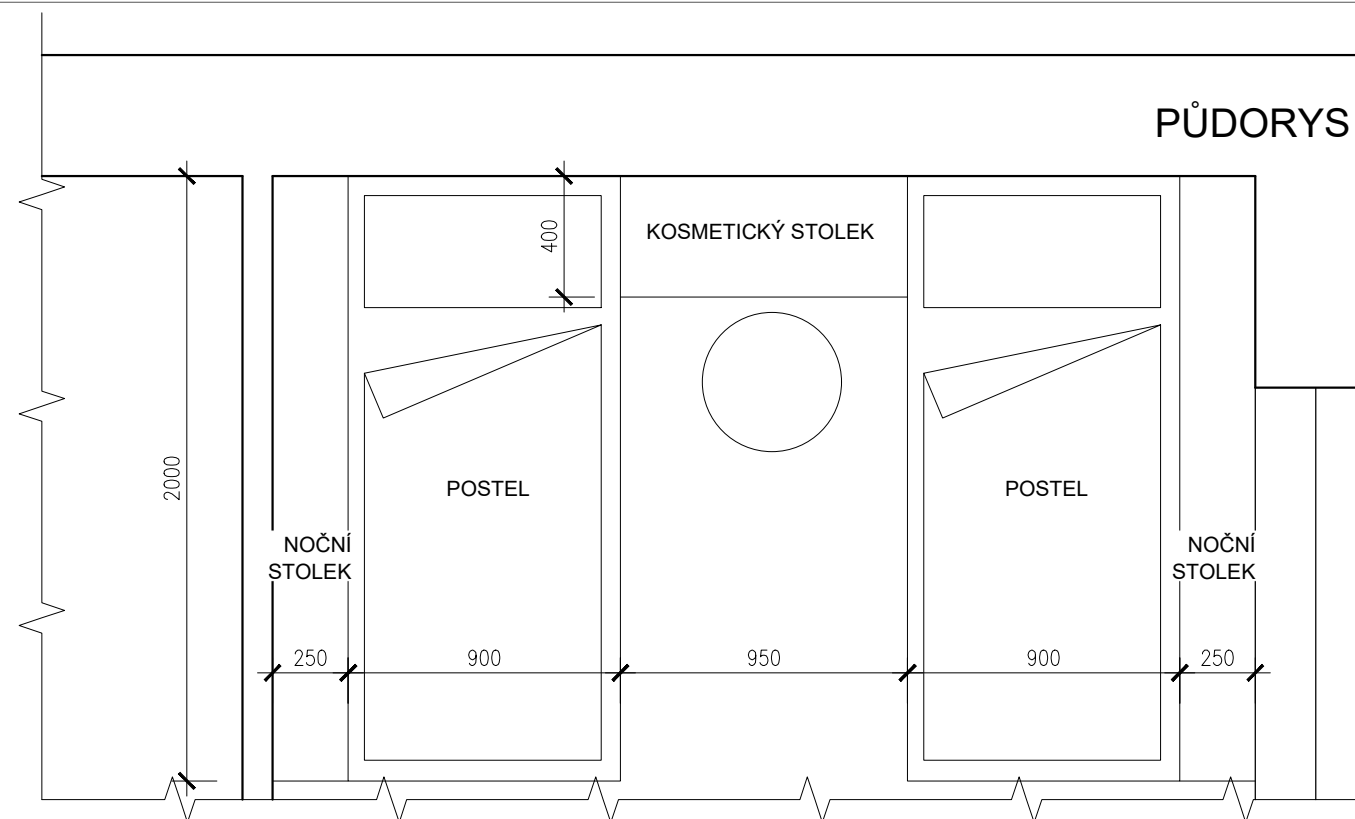 PŮDORYS
400
KOSMETICKÝ STOLEK
2000
POSTEL
POSTEL
NOČNÍ
STOLEK
NOČNÍ
STOLEK
250
900
950
900
250